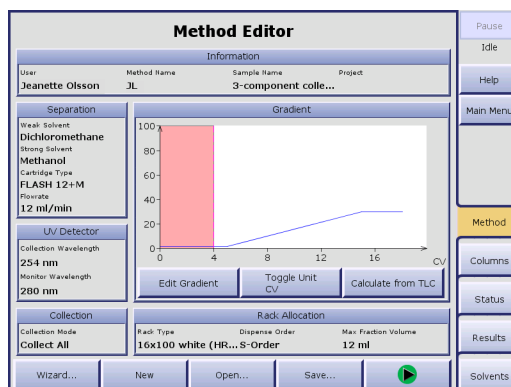 Method Editor
Pause
Idle
Help
Main Menu
Method
Columns
Status
Results
Solvents
Information
User
Method Name
Sample Name
Project
Jeanette Olsson
JL
3-component colle...
Separation
Weak Solvent
Dichloromethane
Strong Solvent
Methanol
Cartridge Type
FLASH 12+M
Flowrate
12 ml/min
UV Detector
Collection Wavelength
254 nm
Monitor Wavelength
280 nm
Gradient
100
80
60
40
20
0
0 4 8 12 16 CV
Edit Gradient
Toggle Unit
CV
Calculate from TLC
Collection
Collection Mode
Collect All
Rack Allocation
Rack Type
Dispense Order
Max Fraction Volume
16x100 white (HR... S-Order
12 ml
Wizard...
New
Open...
Save...